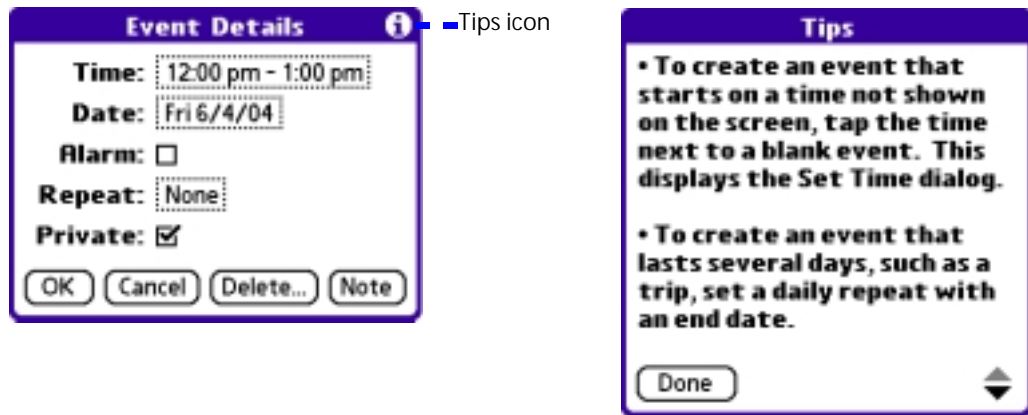 Event Details
Tips icon
Time: 12:00 pm - 1:00 pm
Date: Fri 6/4/04
Alarm:
Repeat: None
Private:
OK Cancel Delete... Note
Tips
• To create an event that
starts on a time not shown
on the screen, tap the time
next to a blank event. This
displays the Set Time dialog.
• To create an event that
lasts several days, such as a
trip, set a daily repeat with
an end date.
Done